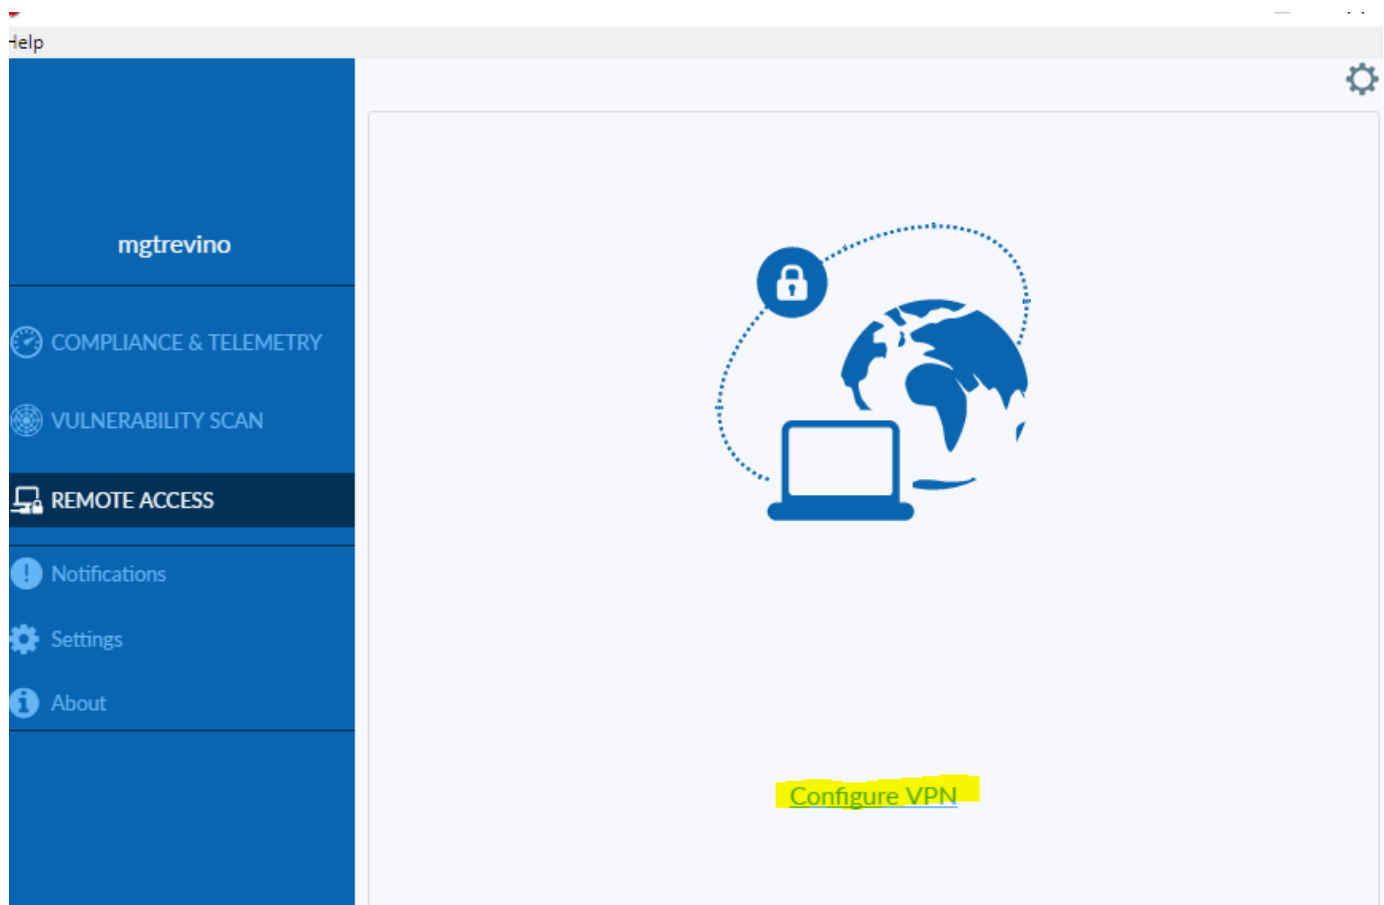 Help
mgtrevino
COMPLIANCE & TELEMETRY
VULNERABILITY SCAN
REMOTE ACCESS
Notifications
Settings
About
Configure VPN